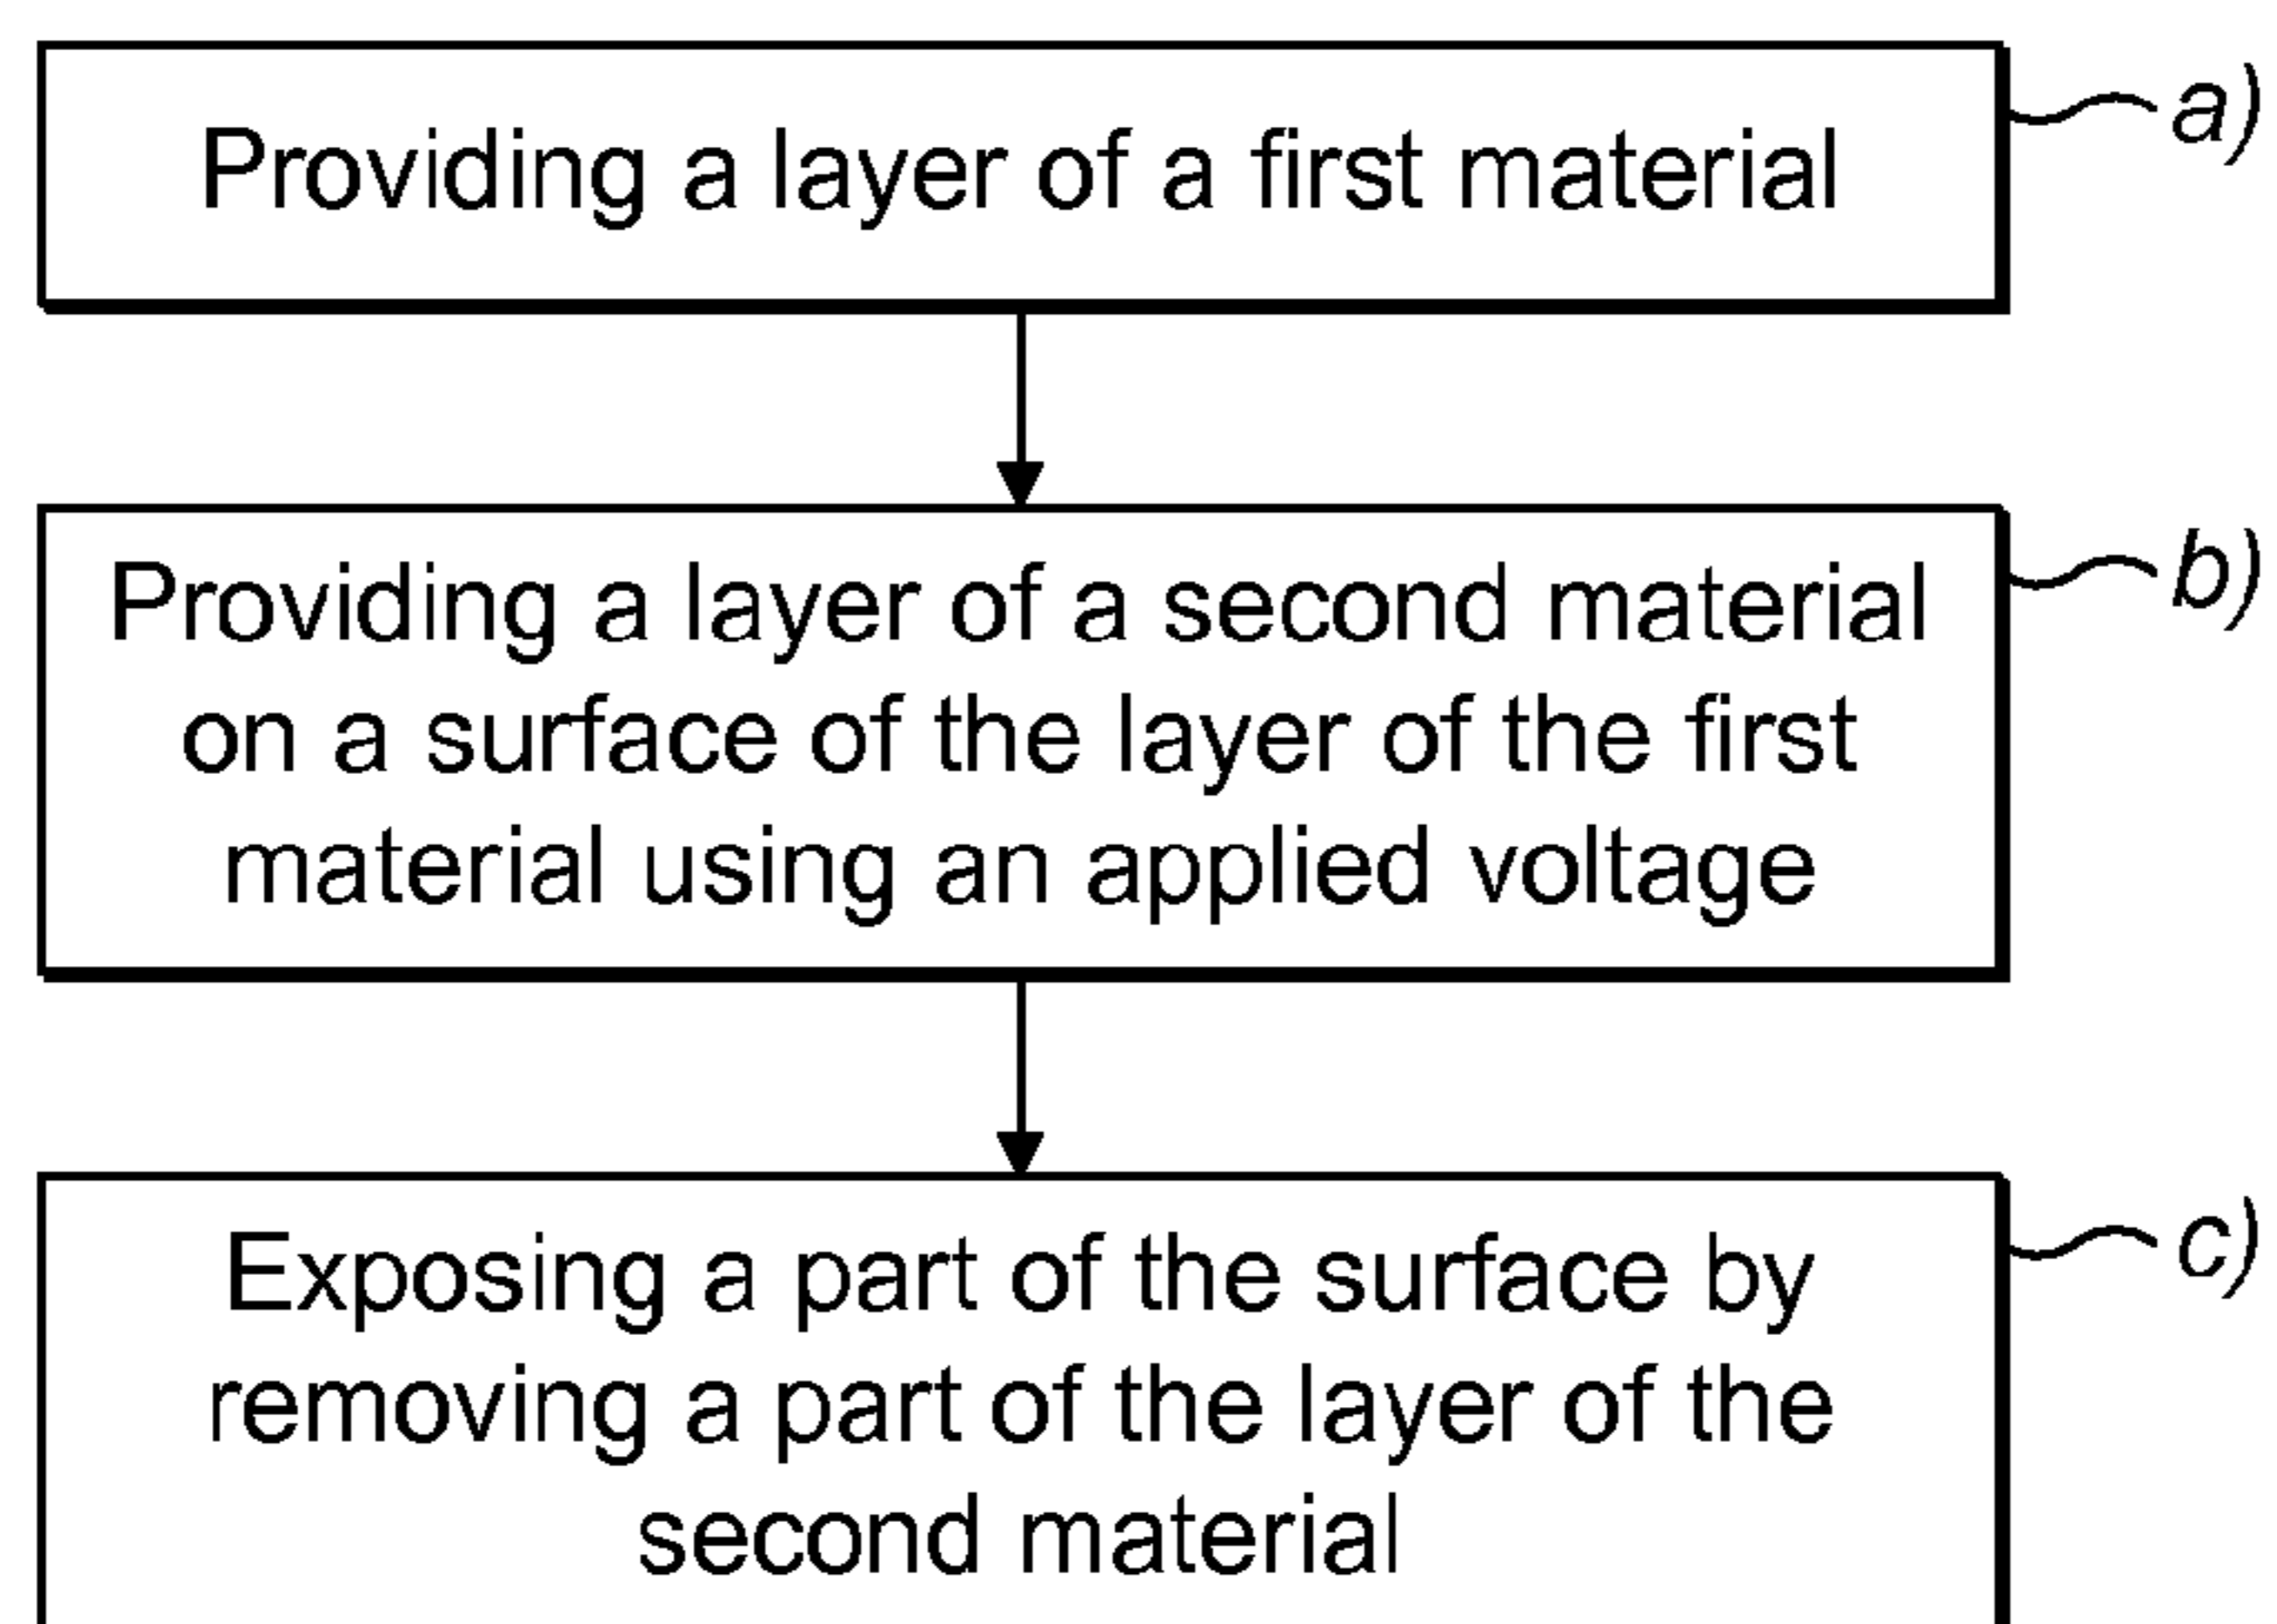 Providing a layer of a first material
a)
Providing a layer of a second material
on a surface of the layer of the first
material using an applied voltage
b)
Exposing a part of the surface by
removing a part of the layer of the
second material
c)